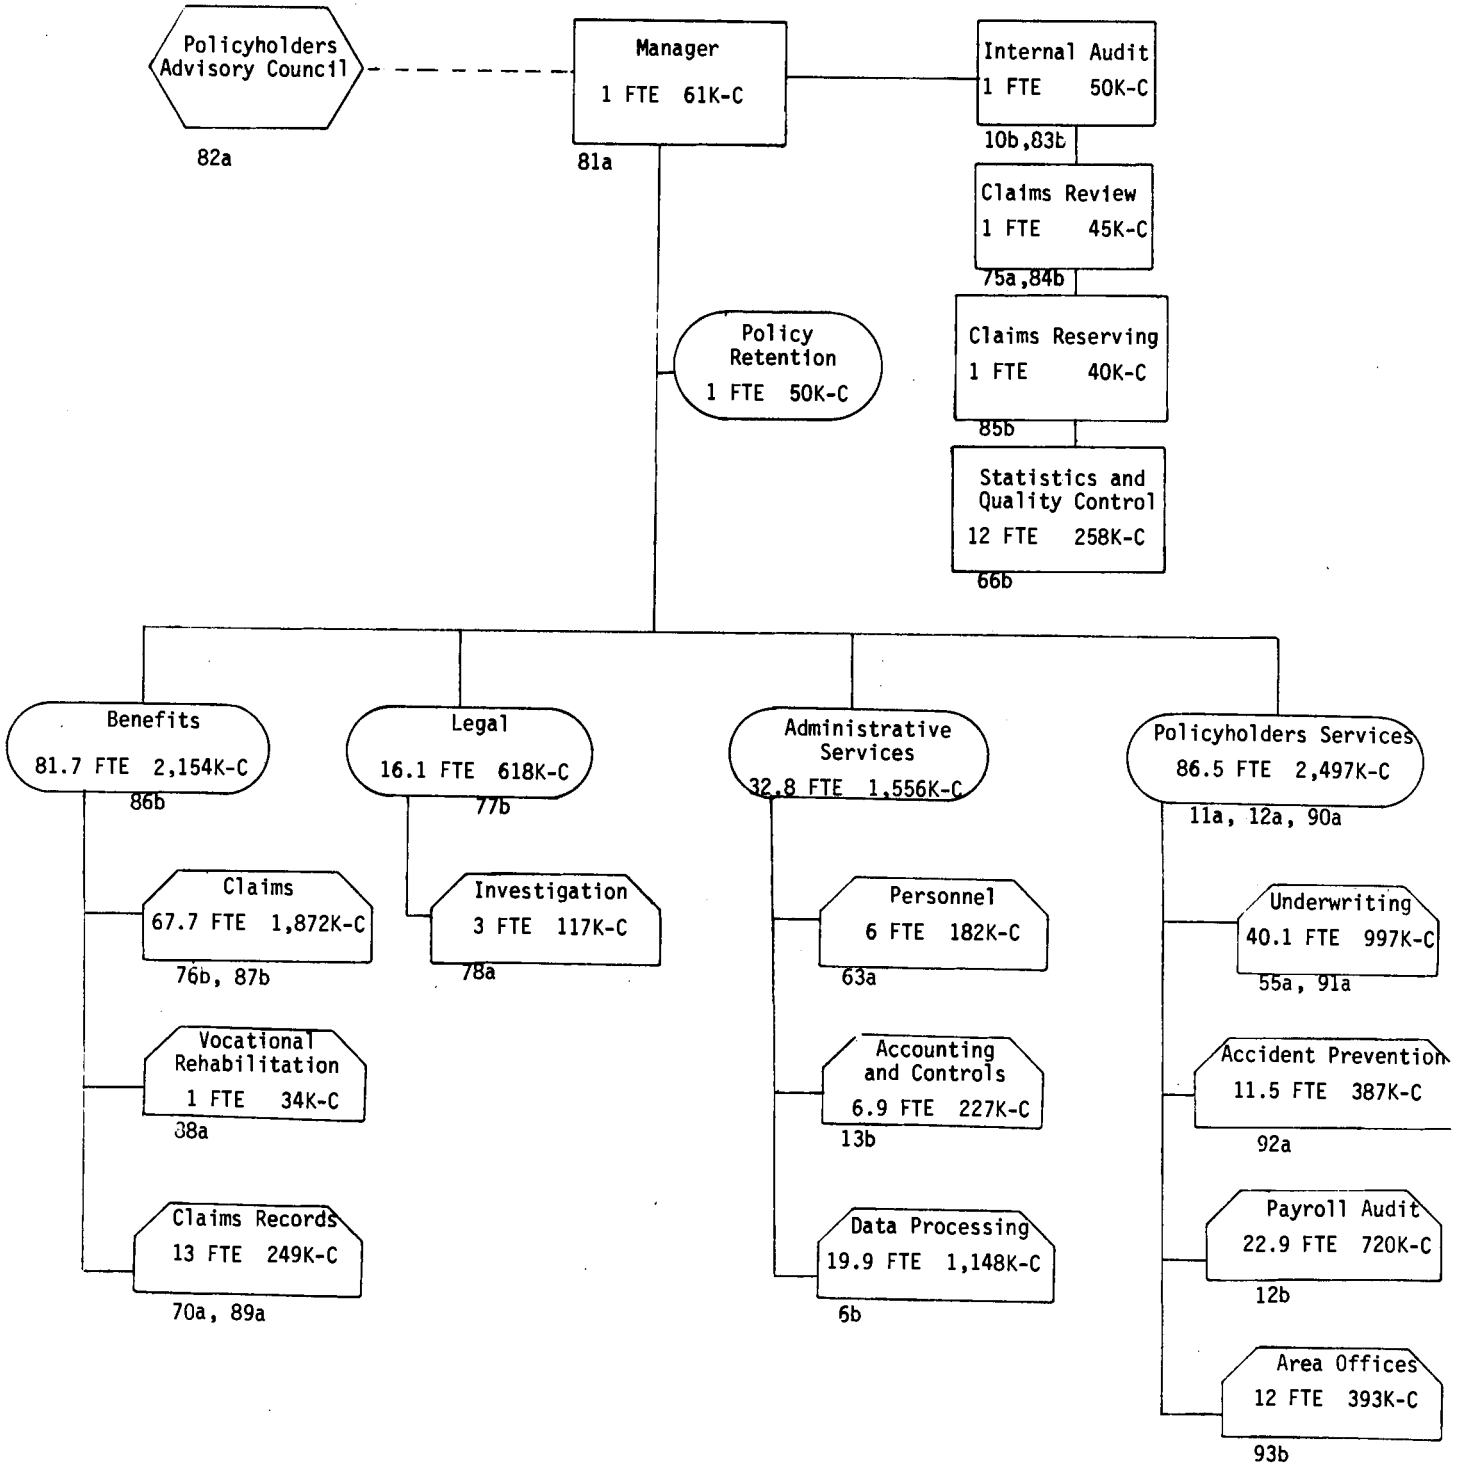 Policyholders
Advisory Council
82a
Manager
1 FTE 61K-C
81a
Internal Audit
1 FTE 50K-C
10b,83b
Claims Review
1 FTE 45K-C
75a,84b
Claims Reserving
1 FTE 40K-C
85b
Statistics and
Quality Control
12 FTE 258K-C
66b
Policy
Retention
1 FTE 50K-C
Benefits
81.7 FTE 2,154K-C
86b
Legal
16.1 FTE 618K-C
77b
Administrative
Services
32.8 FTE 1,556K-C
Policyholders Services
86.5 FTE 2,497K-C
11a, 12a, 90a
Claims
67.7 FTE 1,872K-C
76b, 87b
Vocational
Rehabilitation
1 FTE 34K-C
38a
Claims Records
13 FTE 249K-C
70a, 89a
Investigation
3 FTE 117K-C
78a
Personnel
6 FTE 182K-C
63a
Accounting
and Controls
6.9 FTE 227K-C
13b
Data Processing
19.9 FTE 1,148K-C
6b
Underwriting
40.1 FTE 997K-C
55a, 91a
Accident Prevention
11.5 FTE 387K-C
92a
Payroll Audit
22.9 FTE 720K-C
12b
Area Offices
12 FTE 393K-C
93b